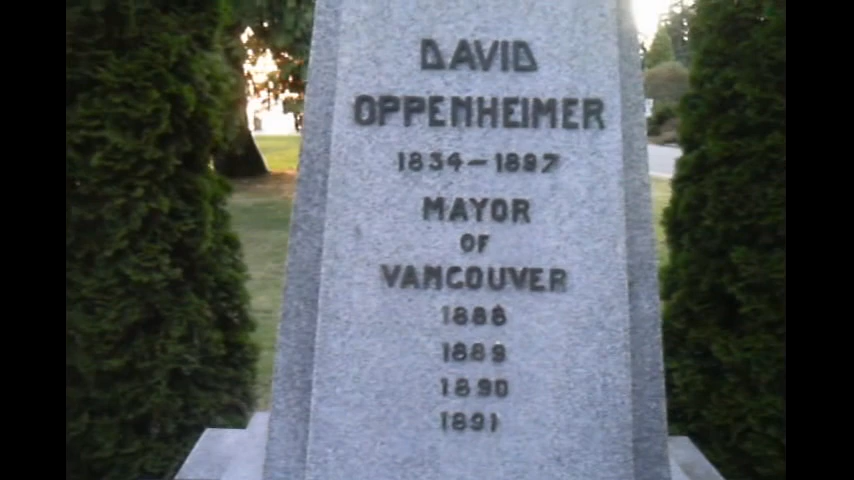 DAVID
OPPENHEIMER
1834-1897
MAYOR
OF
VANCOUVER
1888
1889
1890
1891